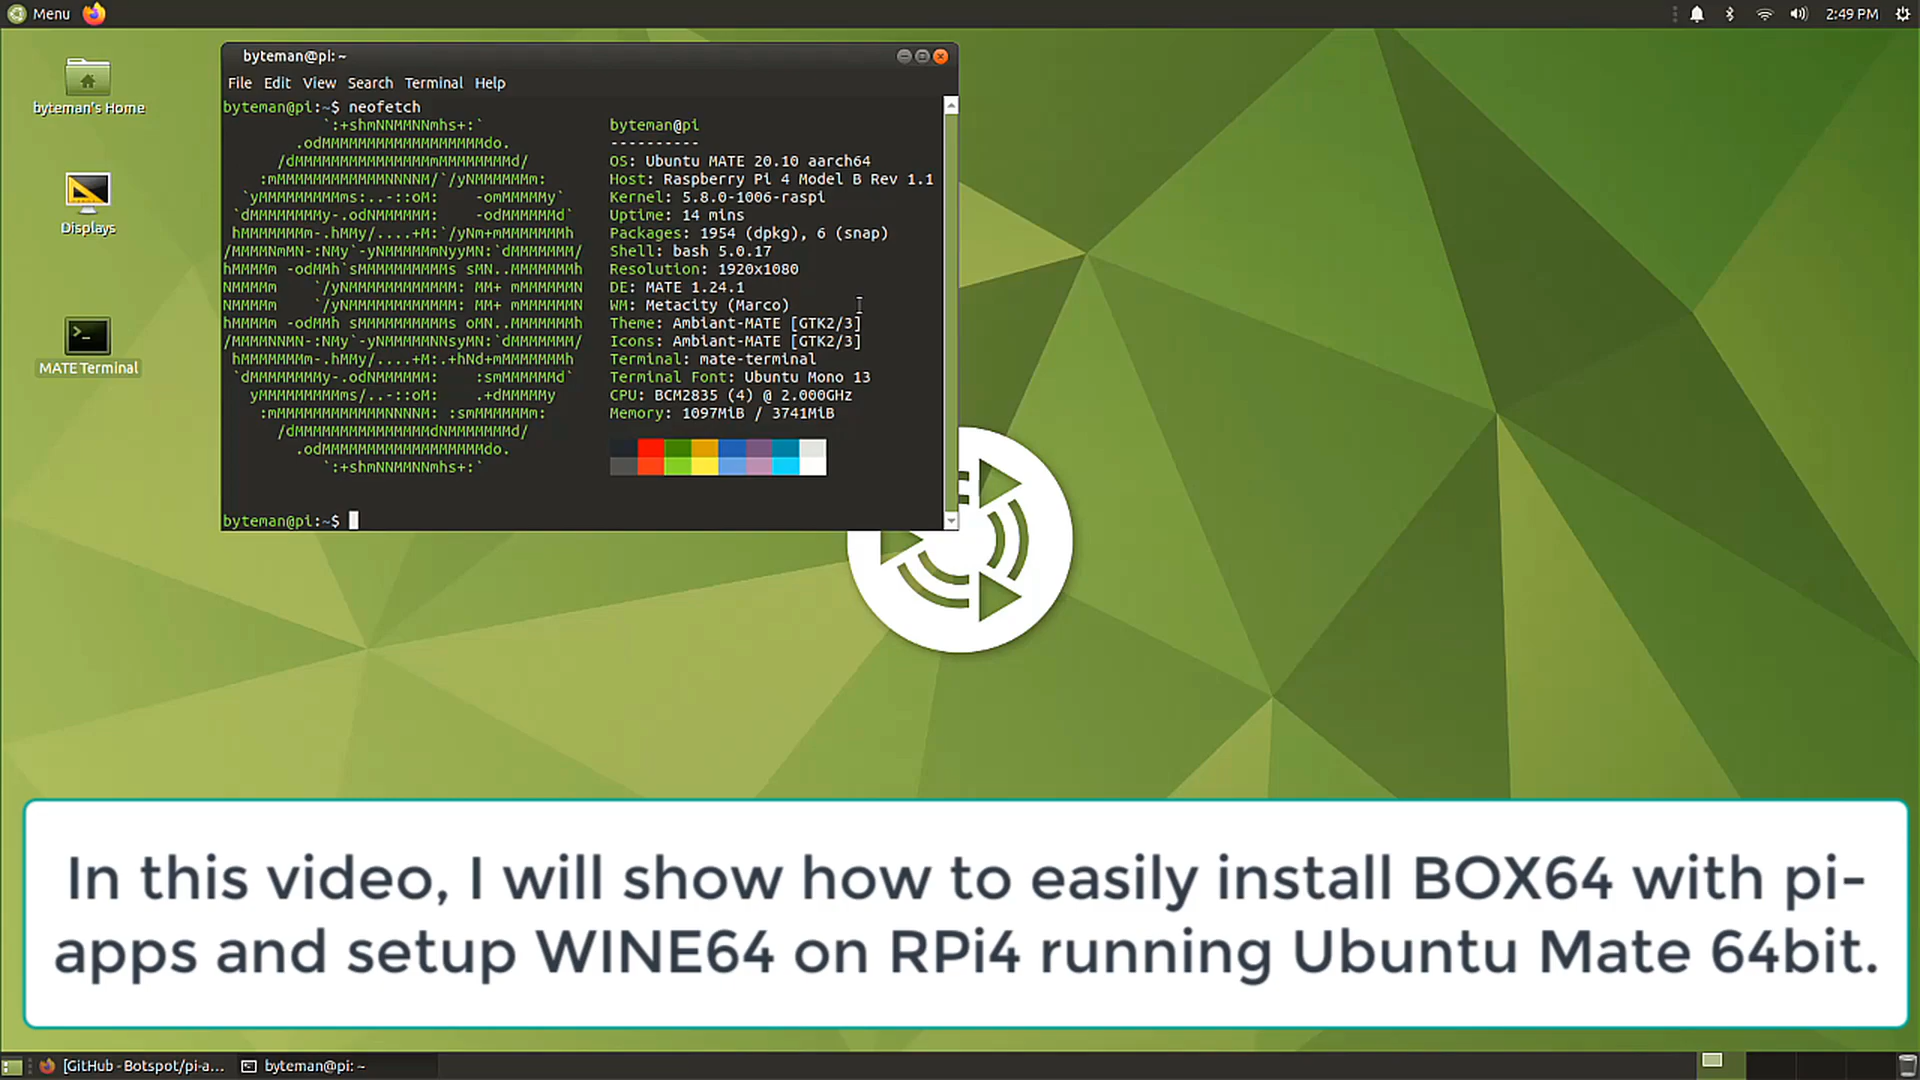 Menu
2:49 PM
byteman's Home
Displays
MATE Terminal
byteman@pi: ~
File Edit View Search Terminal Help
byteman@pi:~$ neofetch
byteman@pi
----------
OS: Ubuntu MATE 20.10 aarch64
Host: Raspberry Pi 4 Model B Rev 1.1
Kernel: 5.8.0-1006-raspi
Uptime: 14 mins
Packages: 1954 (dpkg), 6 (snap)
Shell: bash 5.0.17
Resolution: 1920x1080
DE: MATE 1.24.1
WM: Metacity (Marco)
Theme: Ambiant-MATE [GTK2/3]
Icons: Ambiant-MATE [GTK2/3]
Terminal: mate-terminal
Terminal Font: Ubuntu Mono 13
CPU: BCM2835 (4) @ 2.000GHz
Memory: 1097MiB / 3741MiB
byteman@pi:~$
In this video, I will show how to easily install BOX64 with pi-
apps and setup WINE64 on RPi4 running Ubuntu Mate 64bit.
[GitHub - Botspot/pi-a...
byteman@pi: ~